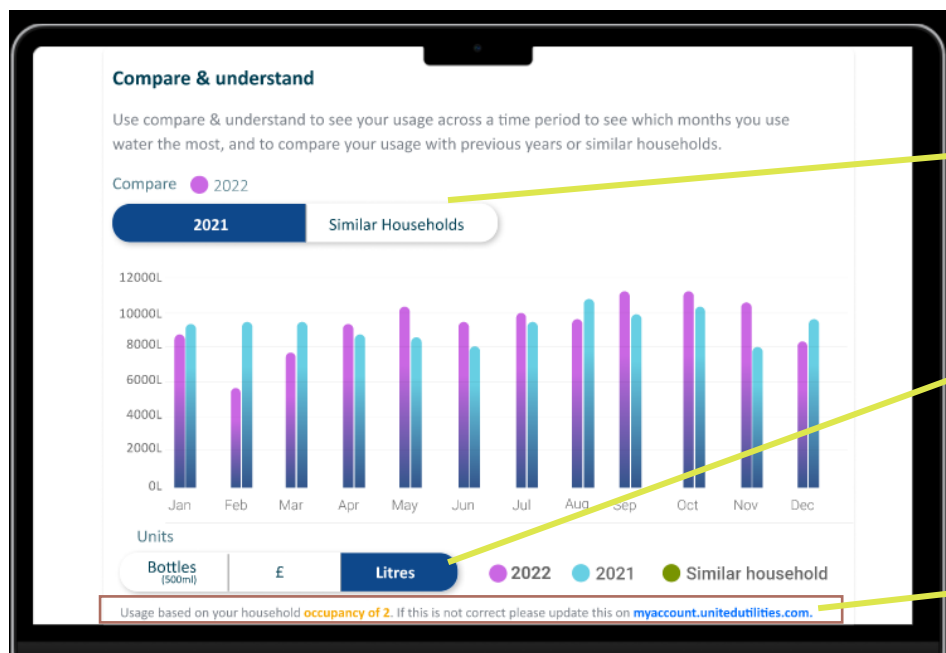 Compare & understand
Use compare & understand to see your usage across a time period to see which months you use
water the most, and to compare your usage with previous years or similar households.
Compare 2022
2021 Similar Households
12000L
10000L
8000L
6000L
4000L
2000L
0L
Jan Feb Mar Apr May Jun Jul Aug Sep Oct Nov Dec
Units
Bottles £ Litres 2022 2021 Similar household
(500ml)
Usage based on your household occupancy of 2. If this is not correct please update this on myaccount.unitedutilities.com.